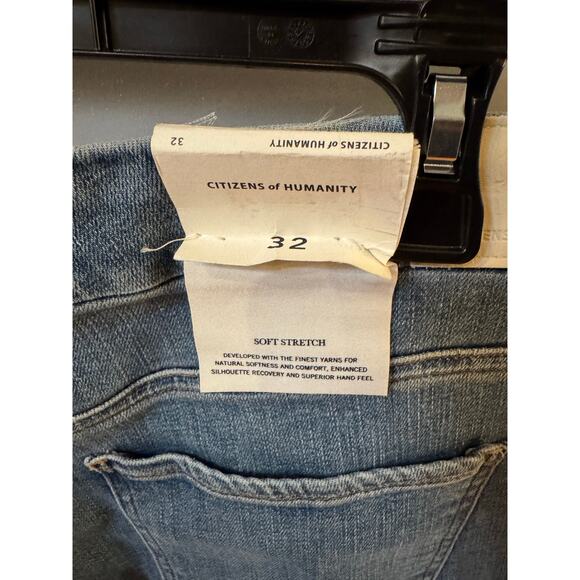 32
CITIZENS of HUMANITY
CITIZENS of HUMANITY
32
SOFT STRETCH
DEVELOPED WITH THE FINEST YARNS FOR
NATURAL SOFTNESS AND COMFORT, ENHANCED
SILHOUETTE RECOVERY AND SUPERIOR HAND FEEL